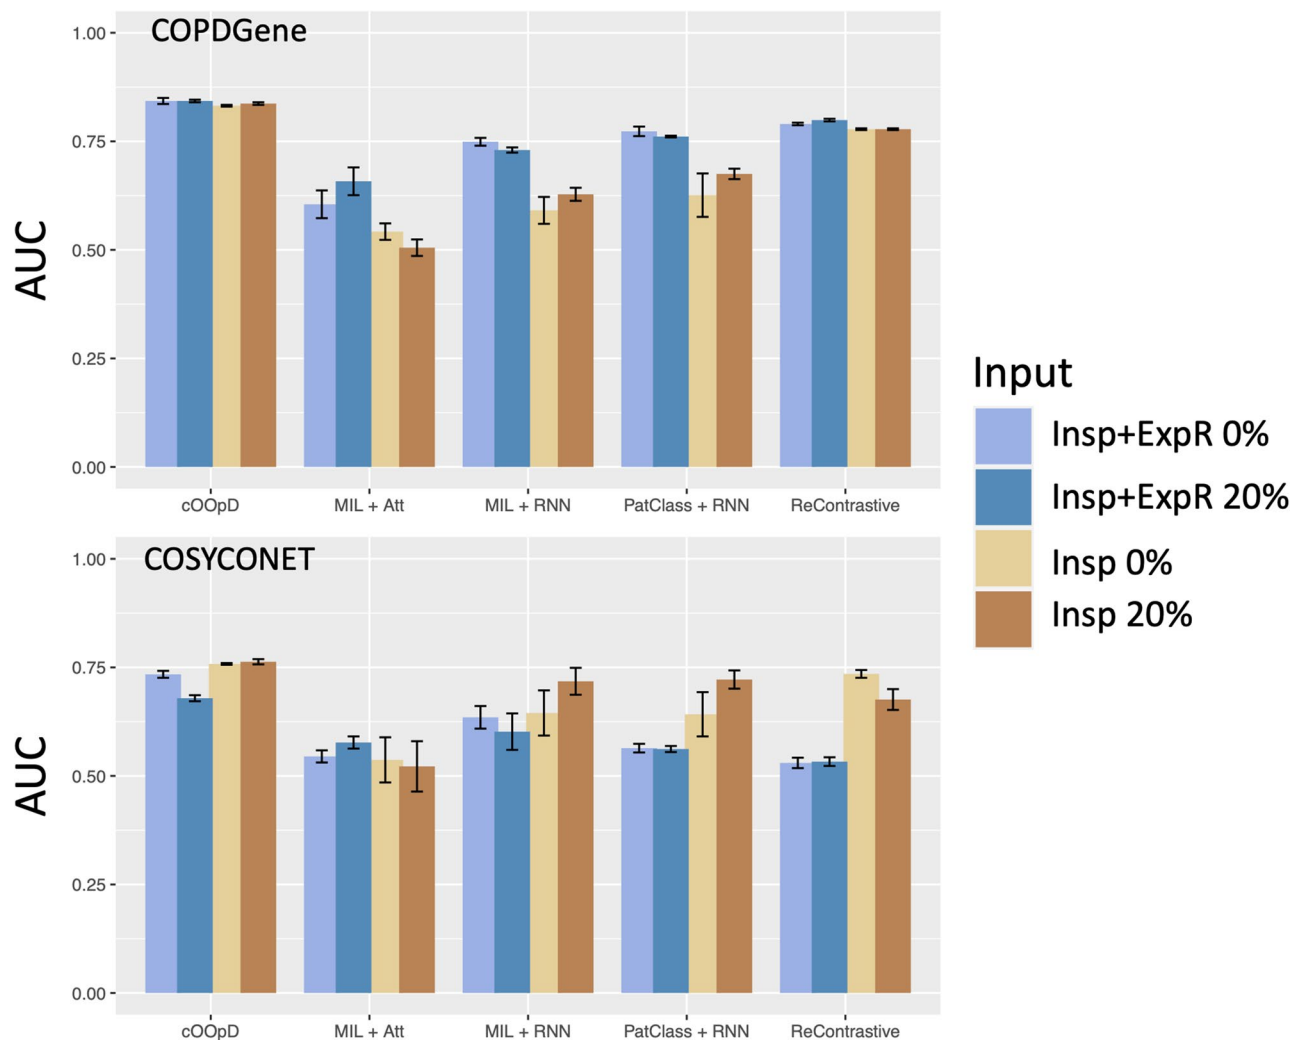 COPDGene
1.00
0.75
0.50
0.25
0.00
AUC
cOOpD MIL + Att MIL + RNN PatClass + RNN ReContrastive
COSYCONET
1.00
0.75
0.50
0.25
0.00
AUC
cOOpD MIL + Att MIL + RNN PatClass + RNN ReContrastive
Input
Insp+ExpR 0%
Insp+ExpR 20%
Insp 0%
Insp 20%